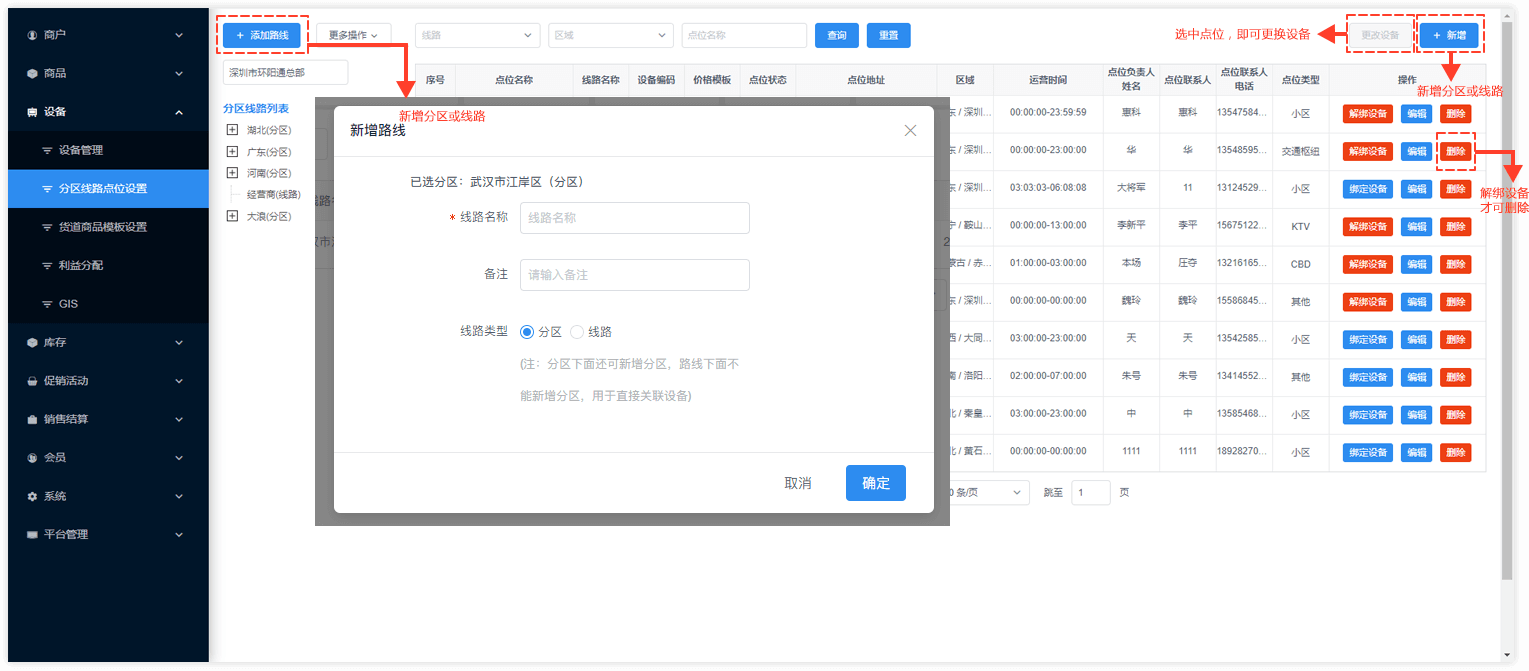 商户
商品
设备
设备管理
分区线路点位设置
货道商品模板设置
利益分配
GIS
库存
促销活动
销售结算
会员
系统
平台管理
+ 添加路线
更多操作
线路
区域
点位名称
查询
重置
选中点位，即可更换设备
更改设备
+ 新增
深圳市环阳通总部
序号 点位名称 线路名称 设备编码 价格模板 点位状态 点位地址 区域 运营时间 点位负责人姓名 点位联系人 点位联系人电话 点位类型 操作
新增分区或线路
新增分区或线路
分区线路列表
湖北(分区)
广东(分区)
河南(分区)
经营商(线路)
大浪(分区)
新增路线
已选分区：武汉市江岸区（分区）
* 线路名称 线路名称
备注 请输入备注
线路类型 分区 线路
(注：分区下面还可新增分区，路线下面不
能新增分区，用于直接关联设备)
取消 确定
东 / 深圳... 00:00:00-23:59:59 惠科 惠科 13547584... 小区 解绑设备 编辑 删除
东 / 深圳... 00:00:00-23:00:00 华 华 13548595... 交通枢纽 解绑设备 编辑 删除
东 / 深圳... 03:03:03-06:08:08 大将军 11 13124529... 小区 绑定设备 编辑 删除
宁 / 鞍山... 00:00:00-13:00:00 李新平 李平 15675122... KTV 解绑设备 编辑 删除
蒙古 / 赤... 01:00:00-03:00:00 本场 庄夺 13216165... CBD 解绑设备 编辑 删除
东 / 深圳... 00:00:00-00:00:00 魏玲 魏玲 15586845... 其他 解绑设备 编辑 删除
西 / 大同... 03:00:00-23:00:00 天 天 13542585... 小区 绑定设备 编辑 删除
南 / 洛阳... 02:00:00-07:00:00 朱号 朱号 13414552... 其他 绑定设备 编辑 删除
北 / 秦皇... 03:00:00-23:00:00 中 中 13585468... 小区 绑定设备 编辑 删除
北 / 黄石... 00:00:00-00:00:00 1111 1111 18928270... 小区 绑定设备 编辑 删除
解绑设备
才可删除
0 条/页 跳至 1 页